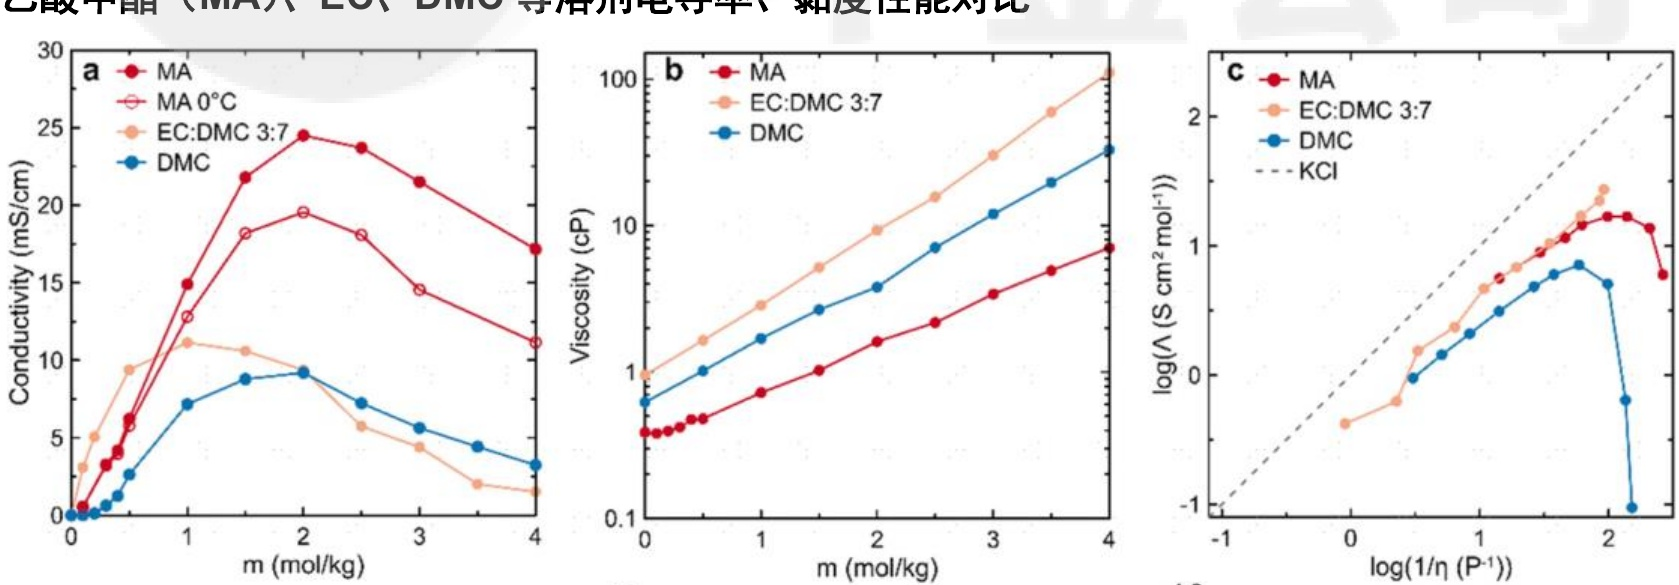 乙酸甲酯（MA）、EC、DMC 等溶剂电导率、黏度性能对比
a
MA
MA 0°C
EC:DMC 3:7
DMC
Conductivity (mS/cm)
30
25
20
15
10
5
0
0 1 2 3 4
m (mol/kg)
b
MA
EC:DMC 3:7
DMC
Viscosity (cP)
100
10
1
0.1
0 1 2 3 4
m (mol/kg)
c
MA
EC:DMC 3:7
DMC
KCl
log(Λ (S cm² mol⁻¹))
2
1
0
-1
-1 0 1 2
log(1/η (P⁻¹))